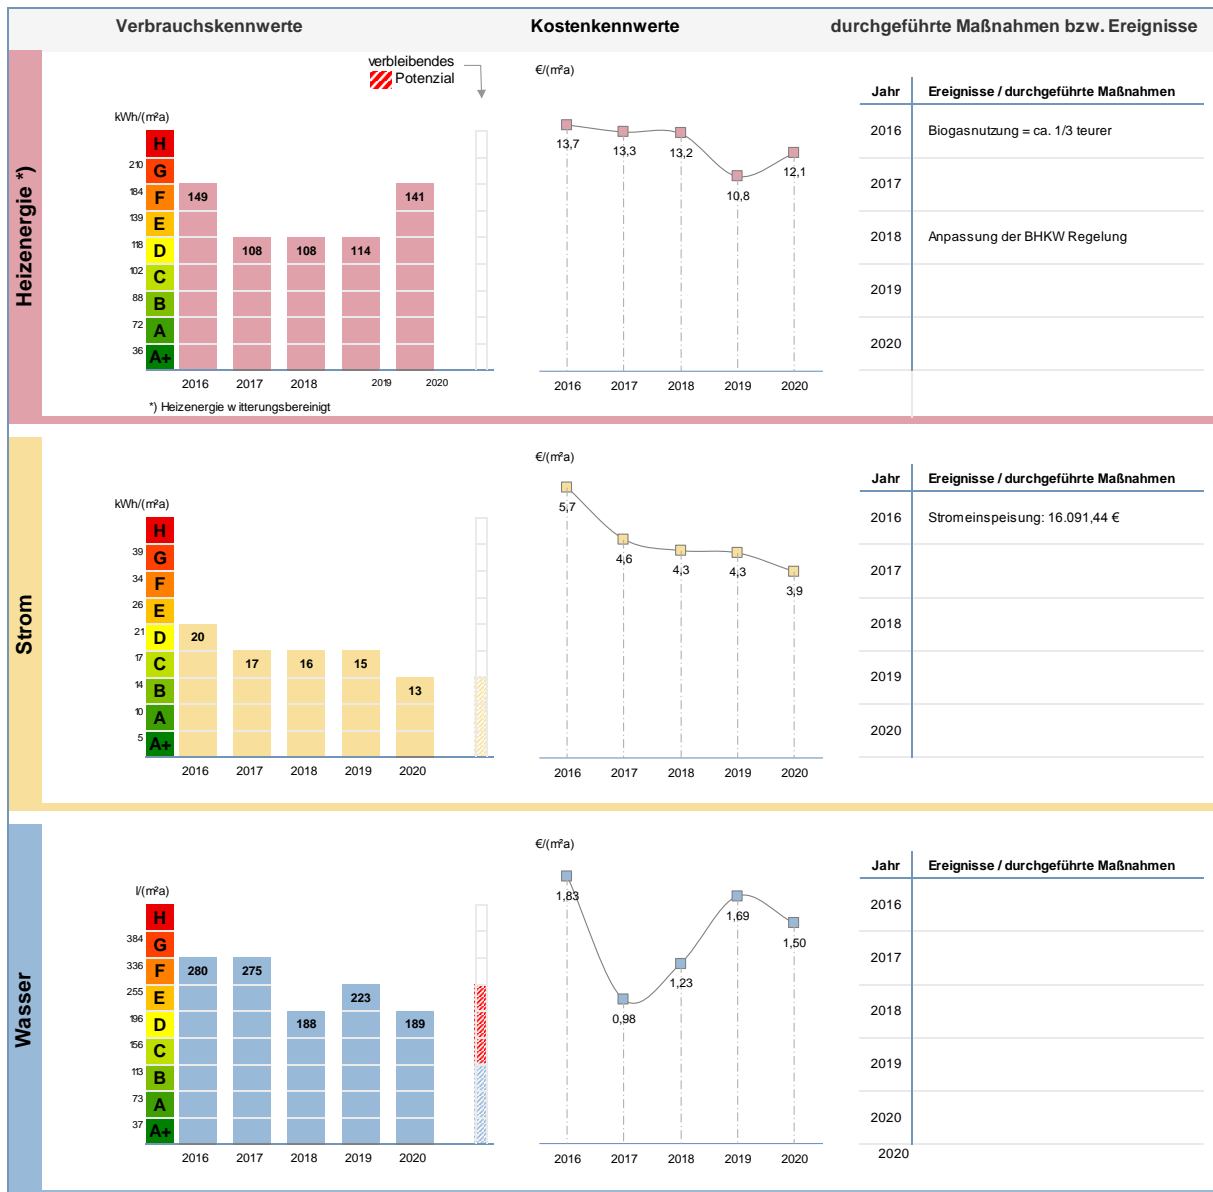 Verbrauchskennwerte
Kostenkennwerte
durchgeführte Maßnahmen bzw. Ereignisse
Heizenergie *)
verbleibendes
Potenzial
kWh/(m²a)
H
210
G
184
F
139
E
118
D
102
C
88
B
72
A
36
A+
149
108
108
114
141
2016 2017 2018 2019 2020
*) Heizenergie witterungsbereinigt
€/(m²a)
13,7
13,3
13,2
10,8
12,1
2016 2017 2018 2019 2020
Jahr Ereignisse / durchgeführte Maßnahmen
2016 Biogasnutzung = ca. 1/3 teurer
2017
2018 Anpassung der BHKW Regelung
2019
2020
Strom
kWh/(m²a)
H
39
G
34
F
26
E
21
D
17
C
14
B
10
A
5
A+
20
17
16
15
13
2016 2017 2018 2019 2020
€/(m²a)
5,7
4,6
4,3
4,3
3,9
2016 2017 2018 2019 2020
Jahr Ereignisse / durchgeführte Maßnahmen
2016 Stromeinspeisung: 16.091,44 €
2017
2018
2019
2020
Wasser
l/(m²a)
H
384
G
336
F
255
E
196
D
156
C
113
B
73
A
37
A+
280
275
188
223
189
2016 2017 2018 2019 2020
€/(m²a)
1,83
0,98
1,23
1,69
1,50
2016 2017 2018 2019 2020
Jahr Ereignisse / durchgeführte Maßnahmen
2016
2017
2018
2019
2020
2020